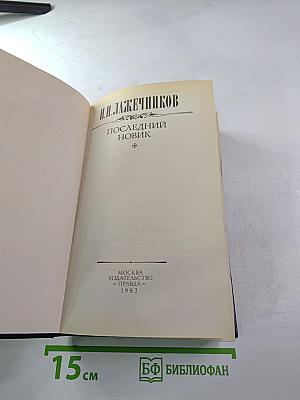 И.И.ЛАЖЕЧНИКОВ
ПОСЛЕДНИЙ
НОВИК
МОСКВА
ИЗДАТЕЛЬСТВО
«ПРАВДА»
1983
15 см
БФ БИБЛИОФАН